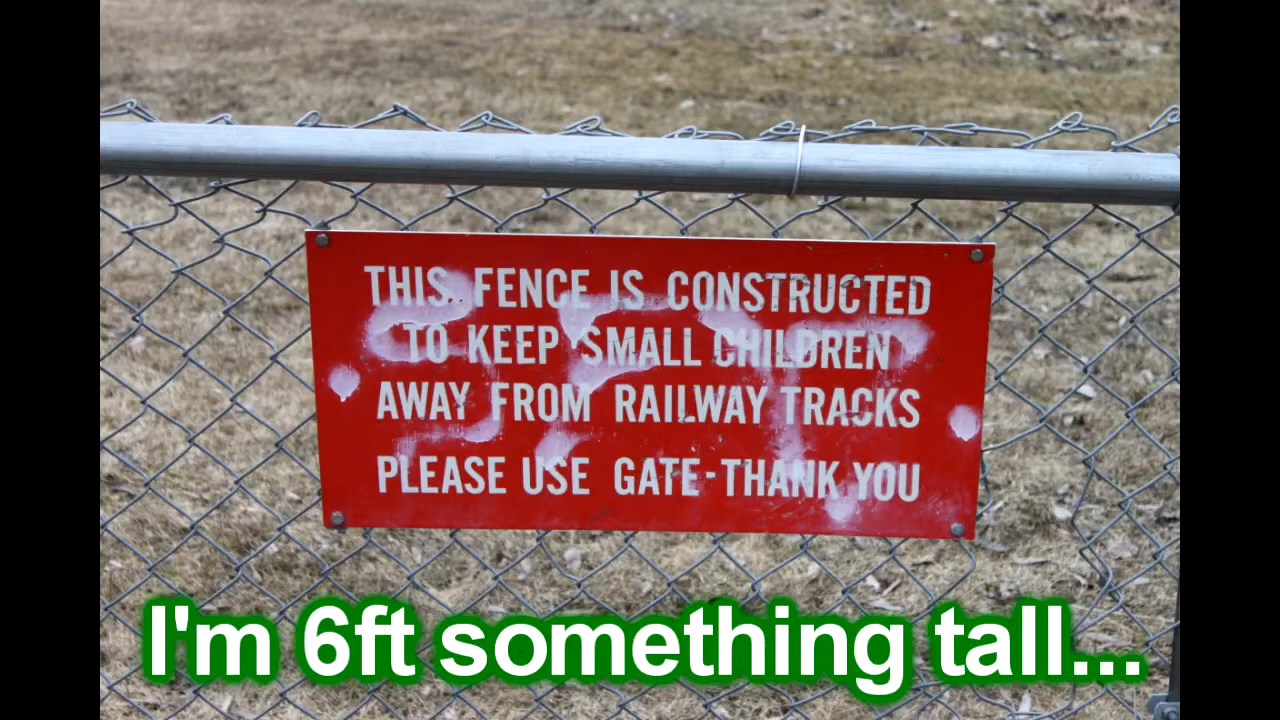 THIS FENCE IS CONSTRUCTED
TO KEEP SMALL CHILDREN
AWAY FROM RAILWAY TRACKS
PLEASE USE GATE-THANK YOU
I'm 6ft something tall...